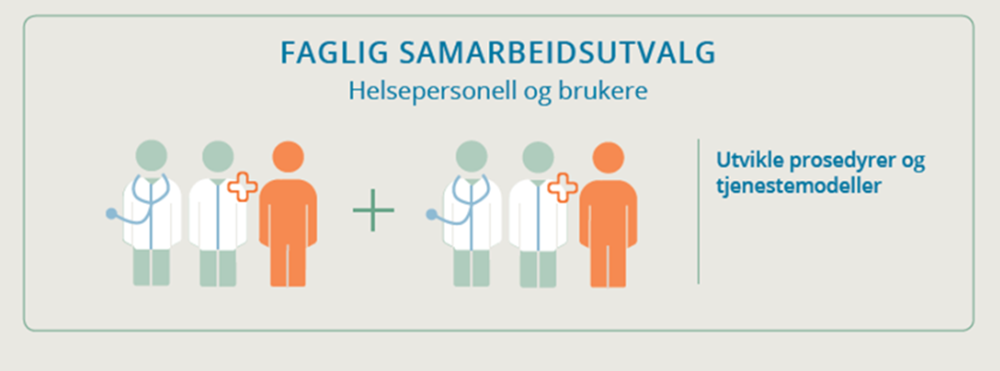 FAGLIG SAMARBEIDSUTVALG
Helsepersonell og brukere
Utvikle prosedyrer og
tjenestemodeller